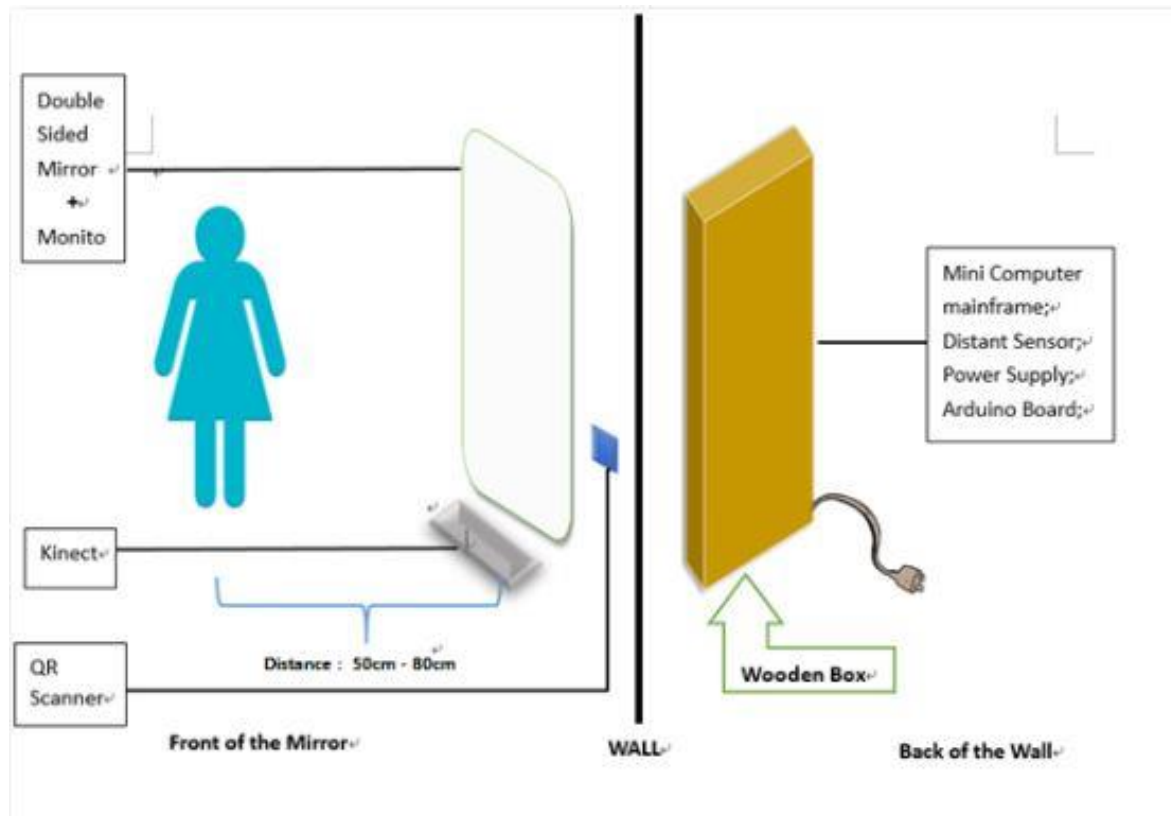 Double
Sided
Mirror
+
Monito
Mini Computer
mainframe;
Distant Sensor;
Power Supply;
Arduino Board;
Kinect
Distance : 50cm - 80cm
QR
Scanner
Wooden Box
Front of the Mirror
WALL
Back of the Wall